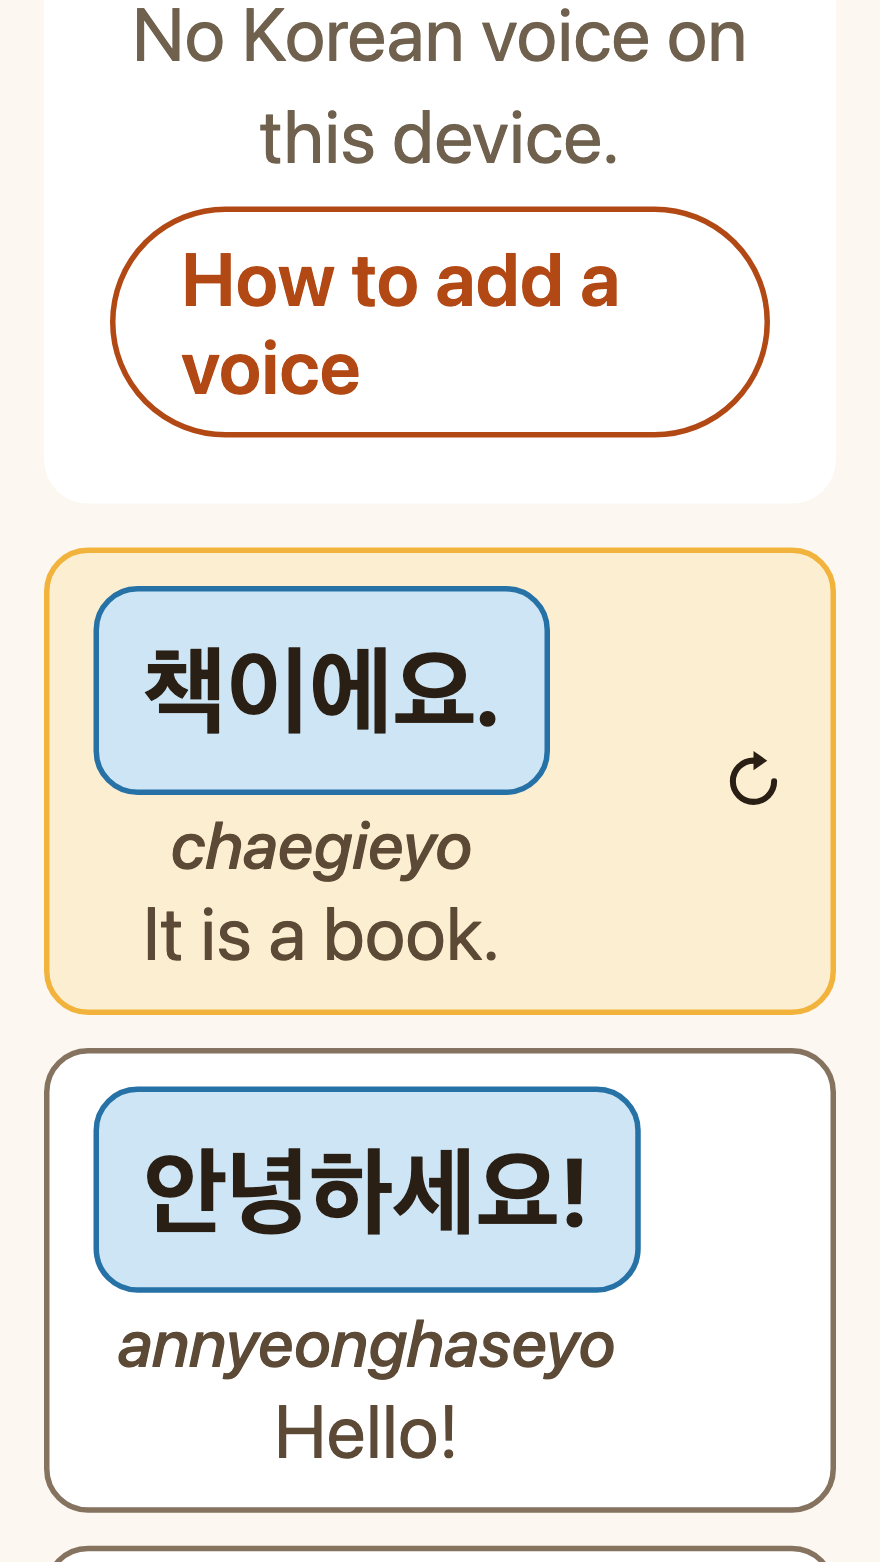 No Korean voice on
this device.
How to add a
voice
책이에요.
chaegieyo
It is a book.
안녕하세요!
annyeonghaseyo
Hello!